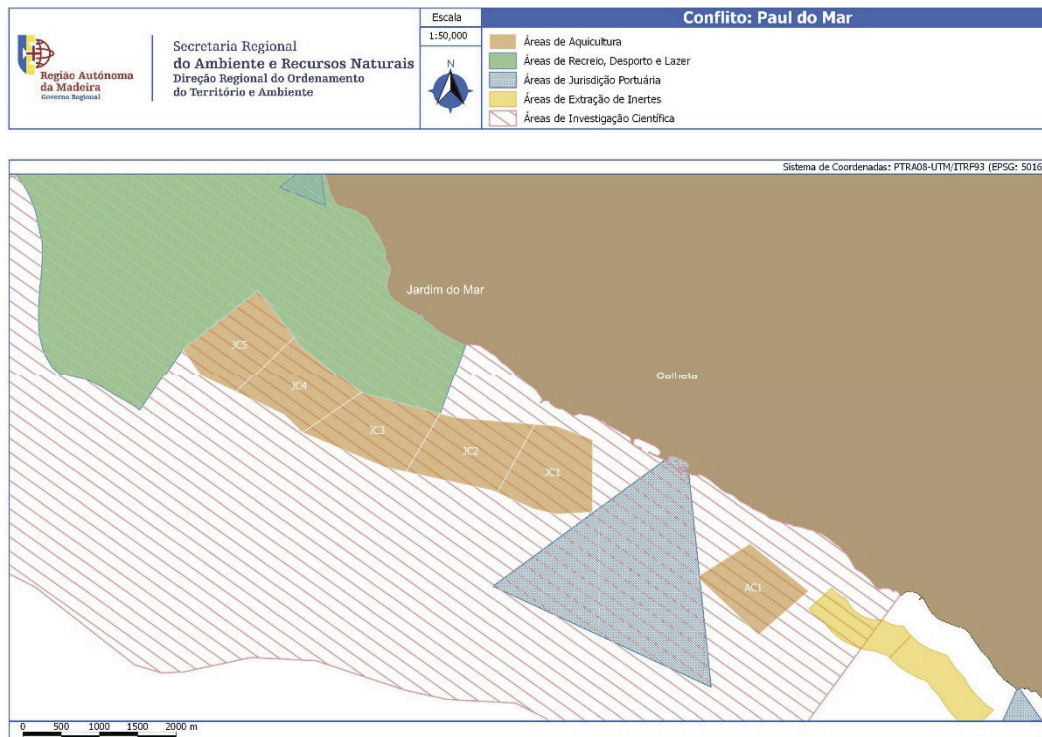 Região Autónoma
da Madeira
Governo Regional
Secretaria Regional
do Ambiente e Recursos Naturais
Direção Regional do Ordenamento
do Território e Ambiente
Escala
1:50,000
N
Conflito: Paul do Mar
Áreas de Aquicultura
Áreas de Recreio, Desporto e Lazer
Áreas de Jurisdição Portuária
Áreas de Extração de Inertes
Áreas de Investigação Científica
Sistema de Coordenadas: PTRA08-UTM/ITRF93 (EPSG: 5016
Jardim do Mar
JC5
JC4
JC3
JC2
JC1
AC1
0 500 1000 1500 2000 m